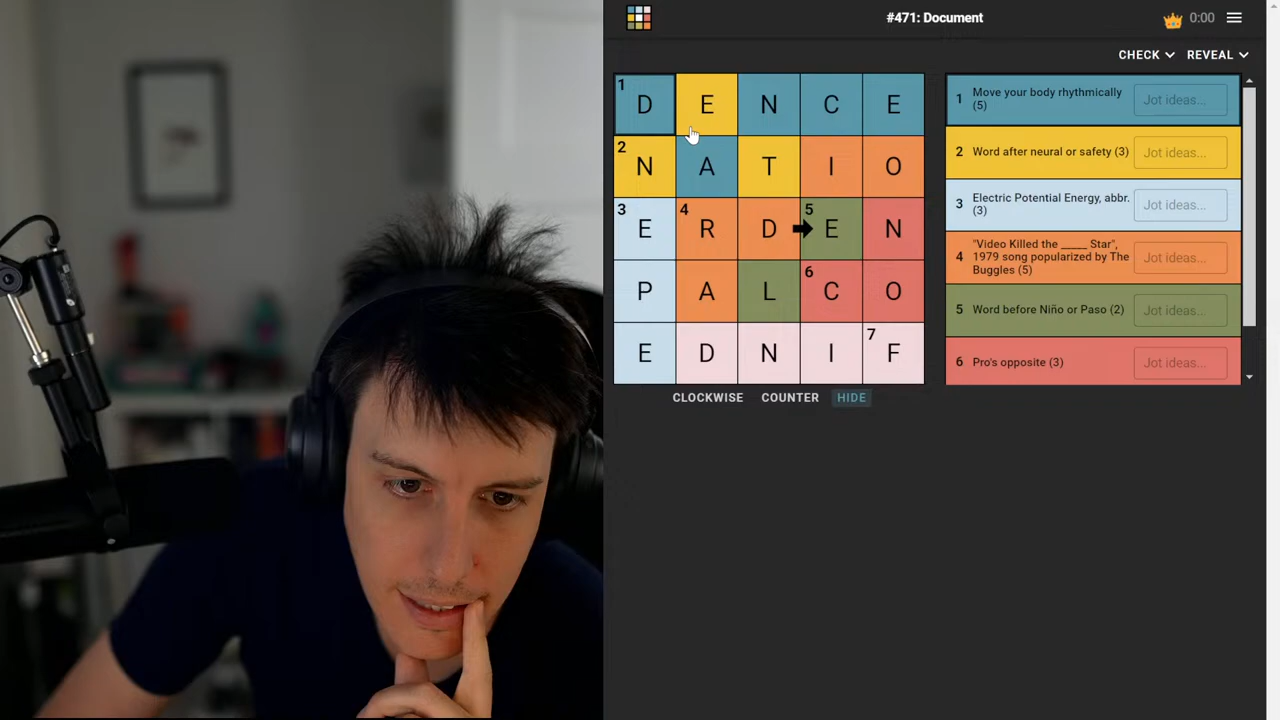 #471: Document
0:00
CHECK
REVEAL
1 D E N C E
2 N A T I O
3 E 4 R D 5 E N
P A L 6 C O
E D N I 7 F
CLOCKWISE COUNTER HIDE
1 Move your body rhythmically
(5)
Jot ideas...
2 Word after neural or safety (3)
Jot ideas...
3 Electric Potential Energy, abbr.
(3)
Jot ideas...
4 "Video Killed the _____ Star",
1979 song popularized by The
Buggles (5)
Jot ideas...
5 Word before Niño or Paso (2)
Jot ideas...
6 Pro's opposite (3)
Jot ideas...